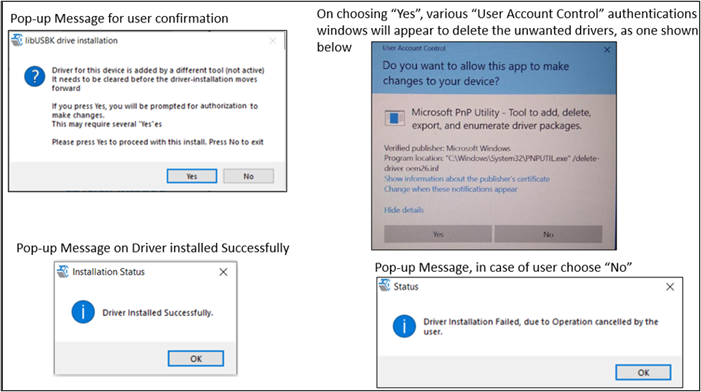 Pop-up Message for user confirmation
libUSBK drive installation
Driver for this device is added by a different tool (not active)
It needs to be cleared before the driver-installation moves
forward
If you press Yes, you will be prompted for authorization to
make changes.
This may require several "Yes"es
Please press Yes to proceed with this install. Press No to exit
Yes
No
On choosing “Yes”, various “User Account Control” authentications
windows will appear to delete the unwanted drivers, as one shown
below
User Account Control
Do you want to allow this app to make
changes to your device?
Microsoft PnP Utility - Tool to add, delete,
export, and enumerate driver packages.
Verified publisher: Microsoft Windows
Program location: "C:\Windows\System32\PNPUTIL.exe" /delete-
driver oem26.inf
Show information about the publisher's certificate
Change when these notifications appear
Hide details
Yes
No
Pop-up Message on Driver installed Successfully
Installation Status
Driver Installed Successfully.
OK
Pop-up Message, in case of user choose “No”
Status
Driver Installation Failed, due to Operation cancelled by the
user.
OK